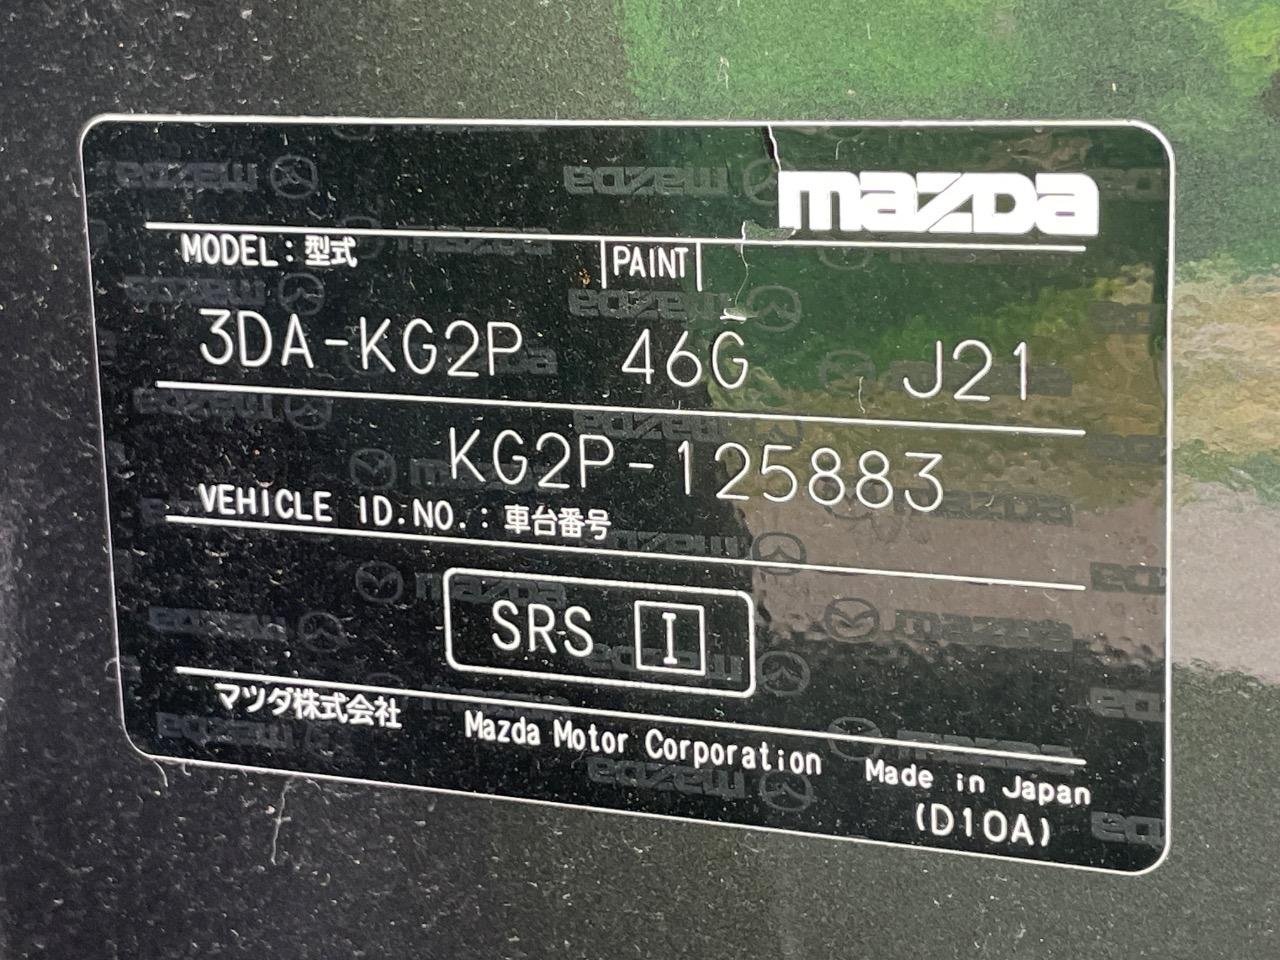 mazda
MODEL:型式 PAINT
3DA-KG2P 46G J21
KG2P-125883
VEHICLE ID.NO.:車台番号
SRS I
マツダ株式会社 Mazda Motor Corporation Made in Japan
(D10A)